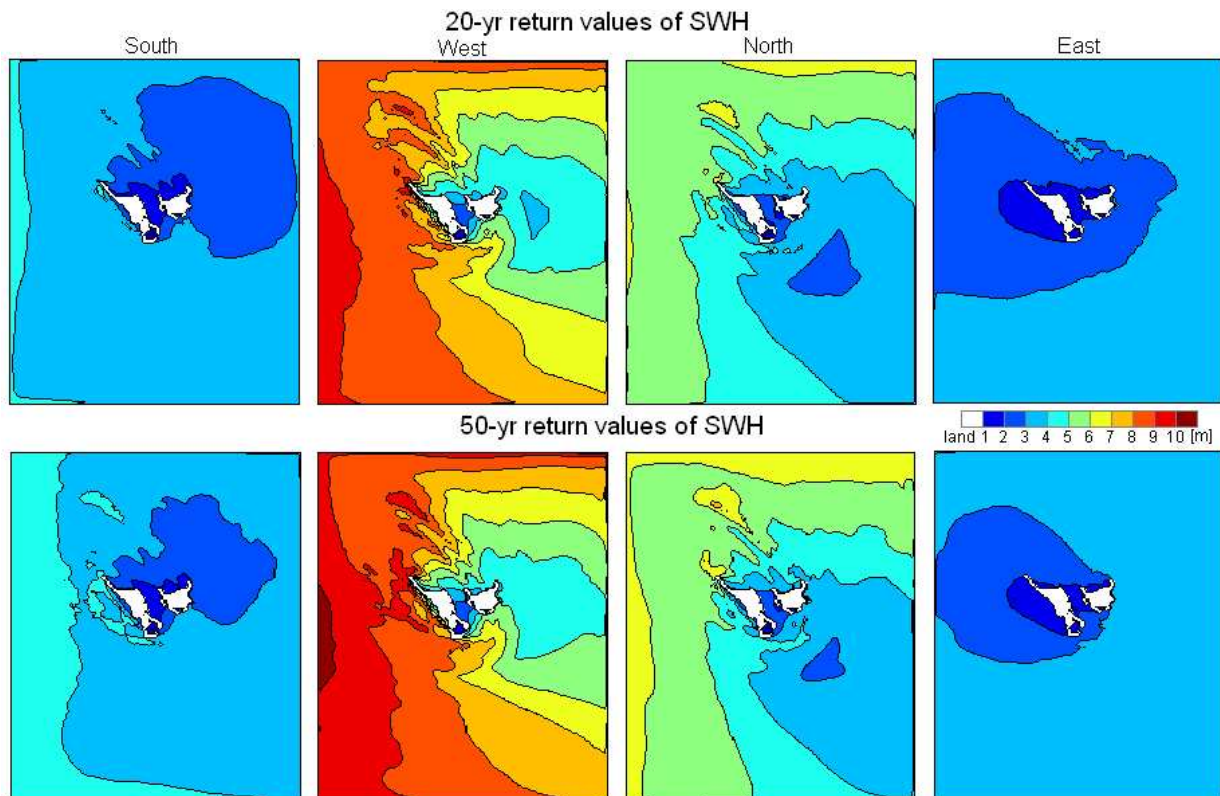 20-yr return values of SWH
South West North East
50-yr return values of SWH
land 1 2 3 4 5 6 7 8 9 10 [m]